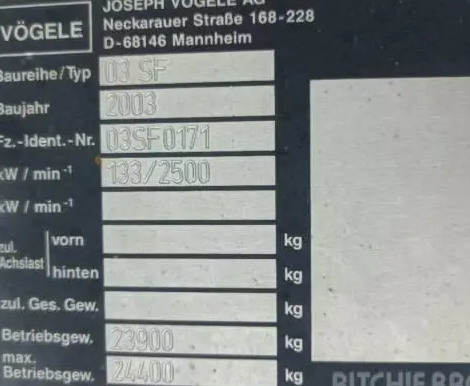 VÖGELE
JOSEPH VÖGELE AG
Neckarauer Straße 168-228
D-68146 Mannheim
Baureihe/Typ 03 SF
Baujahr 2003
Fz.-Ident.-Nr. 03SF0171
kW / min⁻¹ 133/2500
kW / min⁻¹
zul. Achslast vorn kg
hinten kg
zul. Ges. Gew. kg
Betriebsgew. 23900 kg
max.
Betriebsgew. 24400 kg
RITCHIE BR